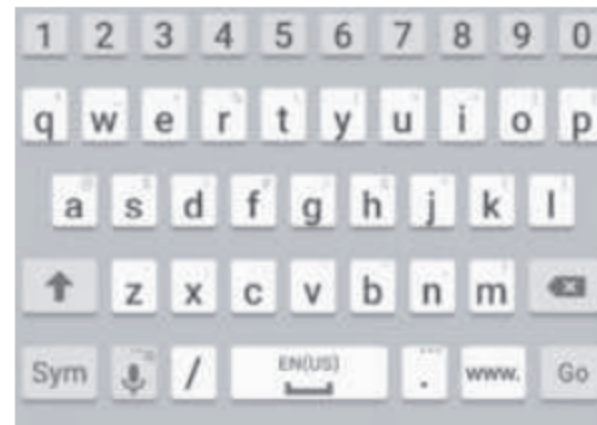 1 2 3 4 5 6 7 8 9 0
q w e r t y u i o p
a s d f g h j k l
z x c v b n m
Sym / EN(US) . www. Go